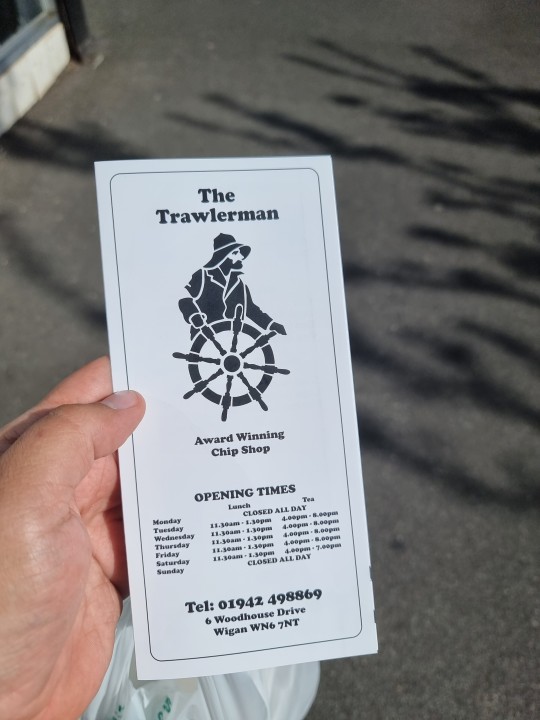 The
Trawlerman
Award Winning
Chip Shop
OPENING TIMES
Lunch Tea
Monday CLOSED ALL DAY
Tuesday 11.30am - 1.30pm 4.00pm - 8.00pm
Wednesday 11.30am - 1.30pm 4.00pm - 8.00pm
Thursday 11.30am - 1.30pm 4.00pm - 8.00pm
Friday 11.30am - 1.30pm 4.00pm - 8.00pm
Saturday 11.30am - 1.30pm 4.00pm - 7.00pm
Sunday CLOSED ALL DAY
Tel: 01942 498869
6 Woodhouse Drive
Wigan WN6 7NT